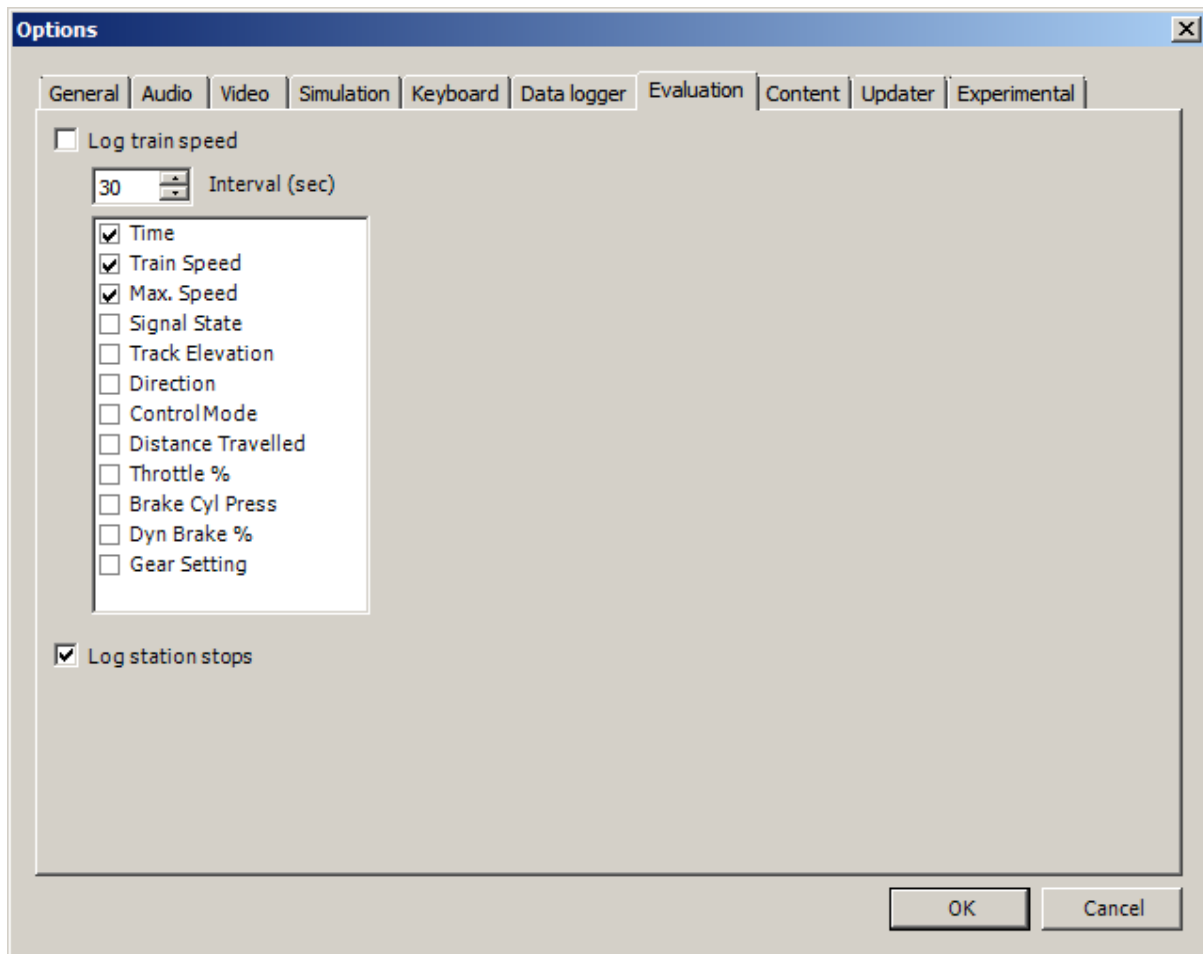 Options
General Audio Video Simulation Keyboard Data logger Evaluation Content Updater Experimental
Log train speed
30 Interval (sec)
Time
Train Speed
Max. Speed
Signal State
Track Elevation
Direction
ControlMode
Distance Travelled
Throttle %
Brake Cyl Press
Dyn Brake %
Gear Setting
Log station stops
OK Cancel